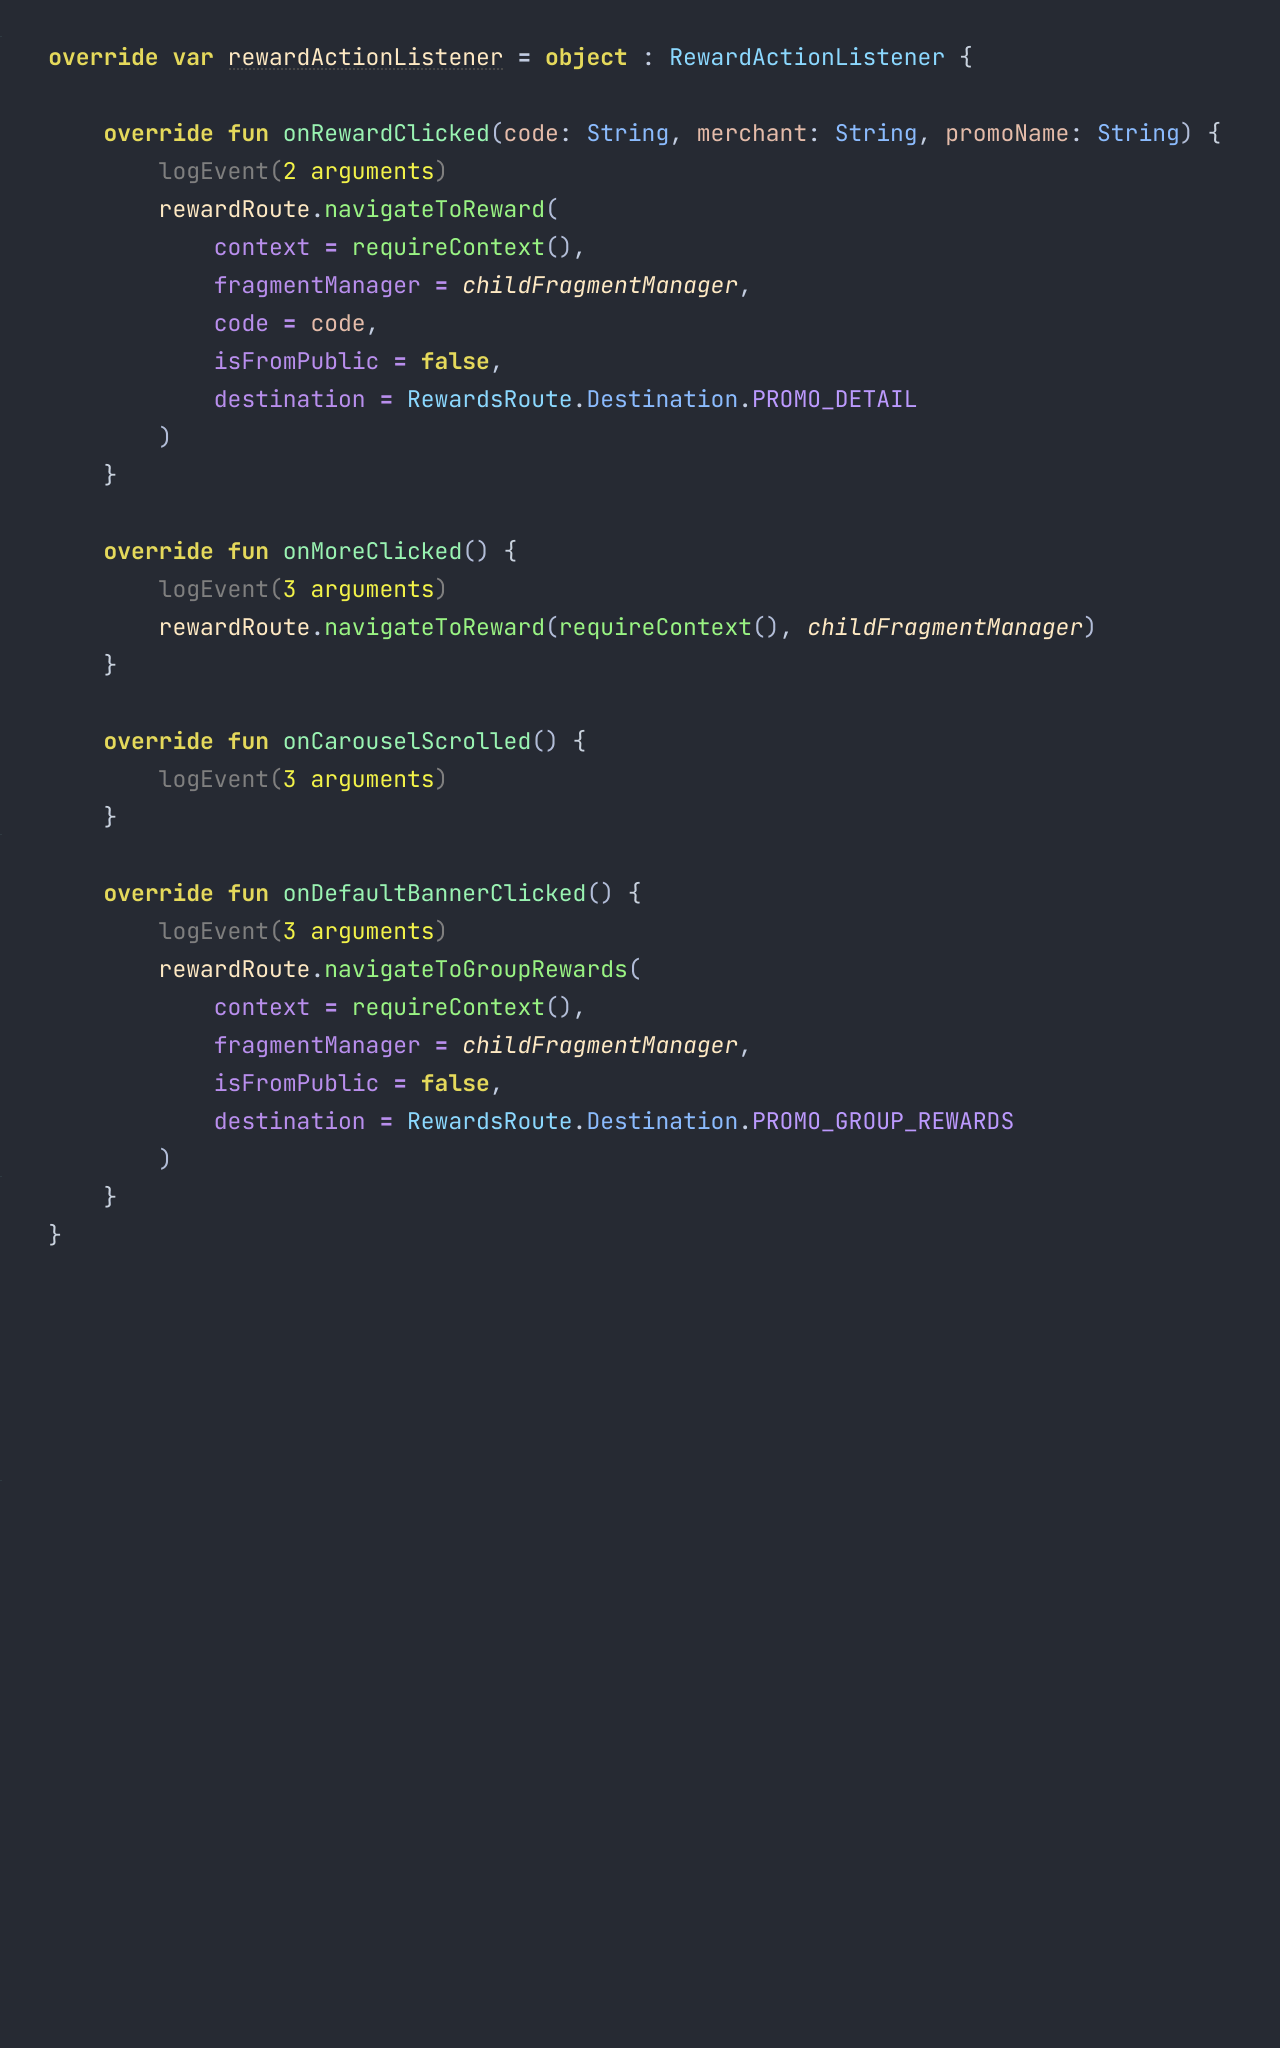 override var rewardActionListener = object : RewardActionListener {
override fun onRewardClicked(code: String, merchant: String, promoName: String) {
logEvent(2 arguments)
rewardRoute.navigateToReward(
context = requireContext(),
fragmentManager = childFragmentManager,
code = code,
isFromPublic = false,
destination = RewardsRoute.Destination.PROMO_DETAIL
)
}
override fun onMoreClicked() {
logEvent(3 arguments)
rewardRoute.navigateToReward(requireContext(), childFragmentManager)
}
override fun onCarouselScrolled() {
logEvent(3 arguments)
}
override fun onDefaultBannerClicked() {
logEvent(3 arguments)
rewardRoute.navigateToGroupRewards(
context = requireContext(),
fragmentManager = childFragmentManager,
isFromPublic = false,
destination = RewardsRoute.Destination.PROMO_GROUP_REWARDS
)
}
}